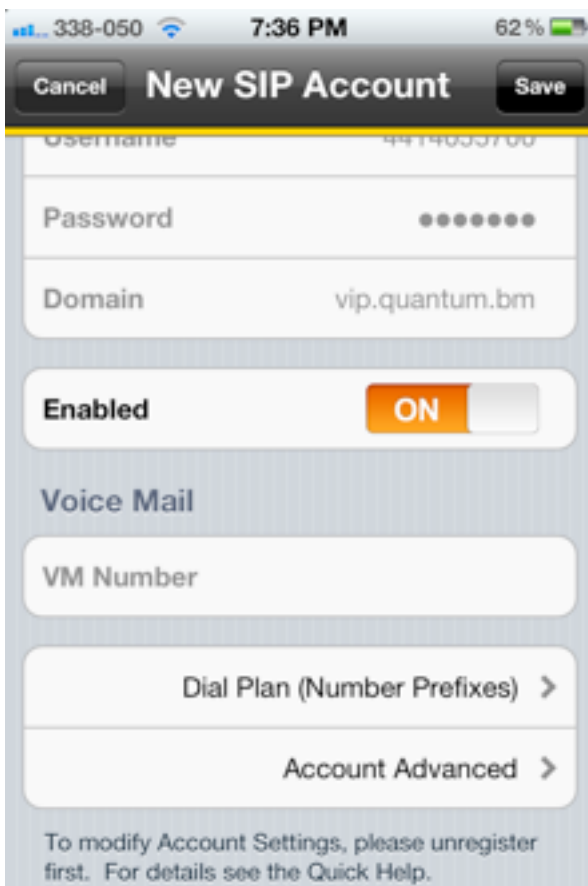 338-050 7:36 PM 62%
Cancel New SIP Account Save
Username
Password ●●●●●●●
Domain vip.quantum.bm
Enabled ON
Voice Mail
VM Number
Dial Plan (Number Prefixes)
Account Advanced
To modify Account Settings, please unregister
first. For details see the Quick Help.